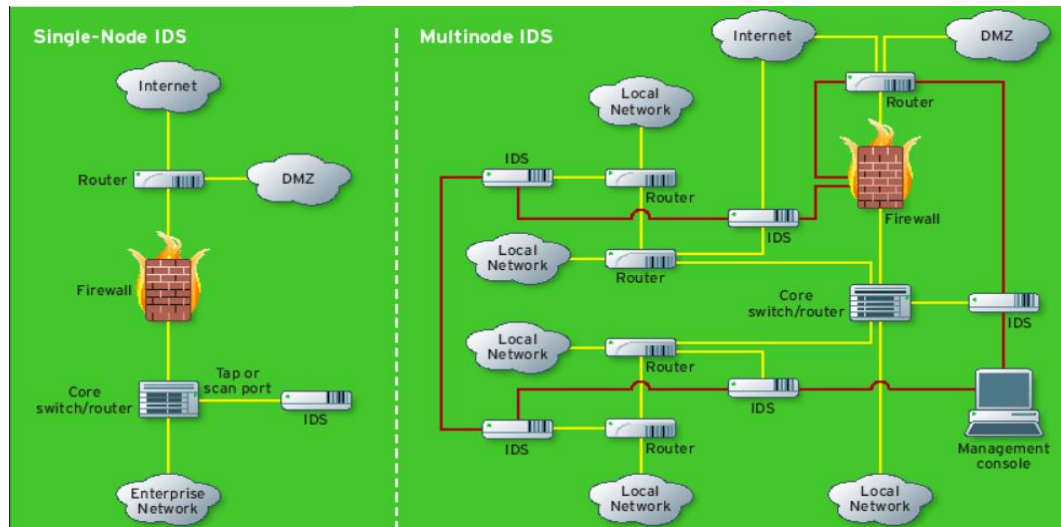 Single-Node IDS
Internet
Router
DMZ
Firewall
Tap or
scan port
Core
switch/router
IDS
Enterprise
Network
Multinode IDS
Internet
DMZ
Local
Network
Router
IDS
Router
Firewall
IDS
Local
Network
Router
Core
switch/router
IDS
Local
Network
Router
IDS
IDS
Router
Management
console
Local
Network
Local
Network